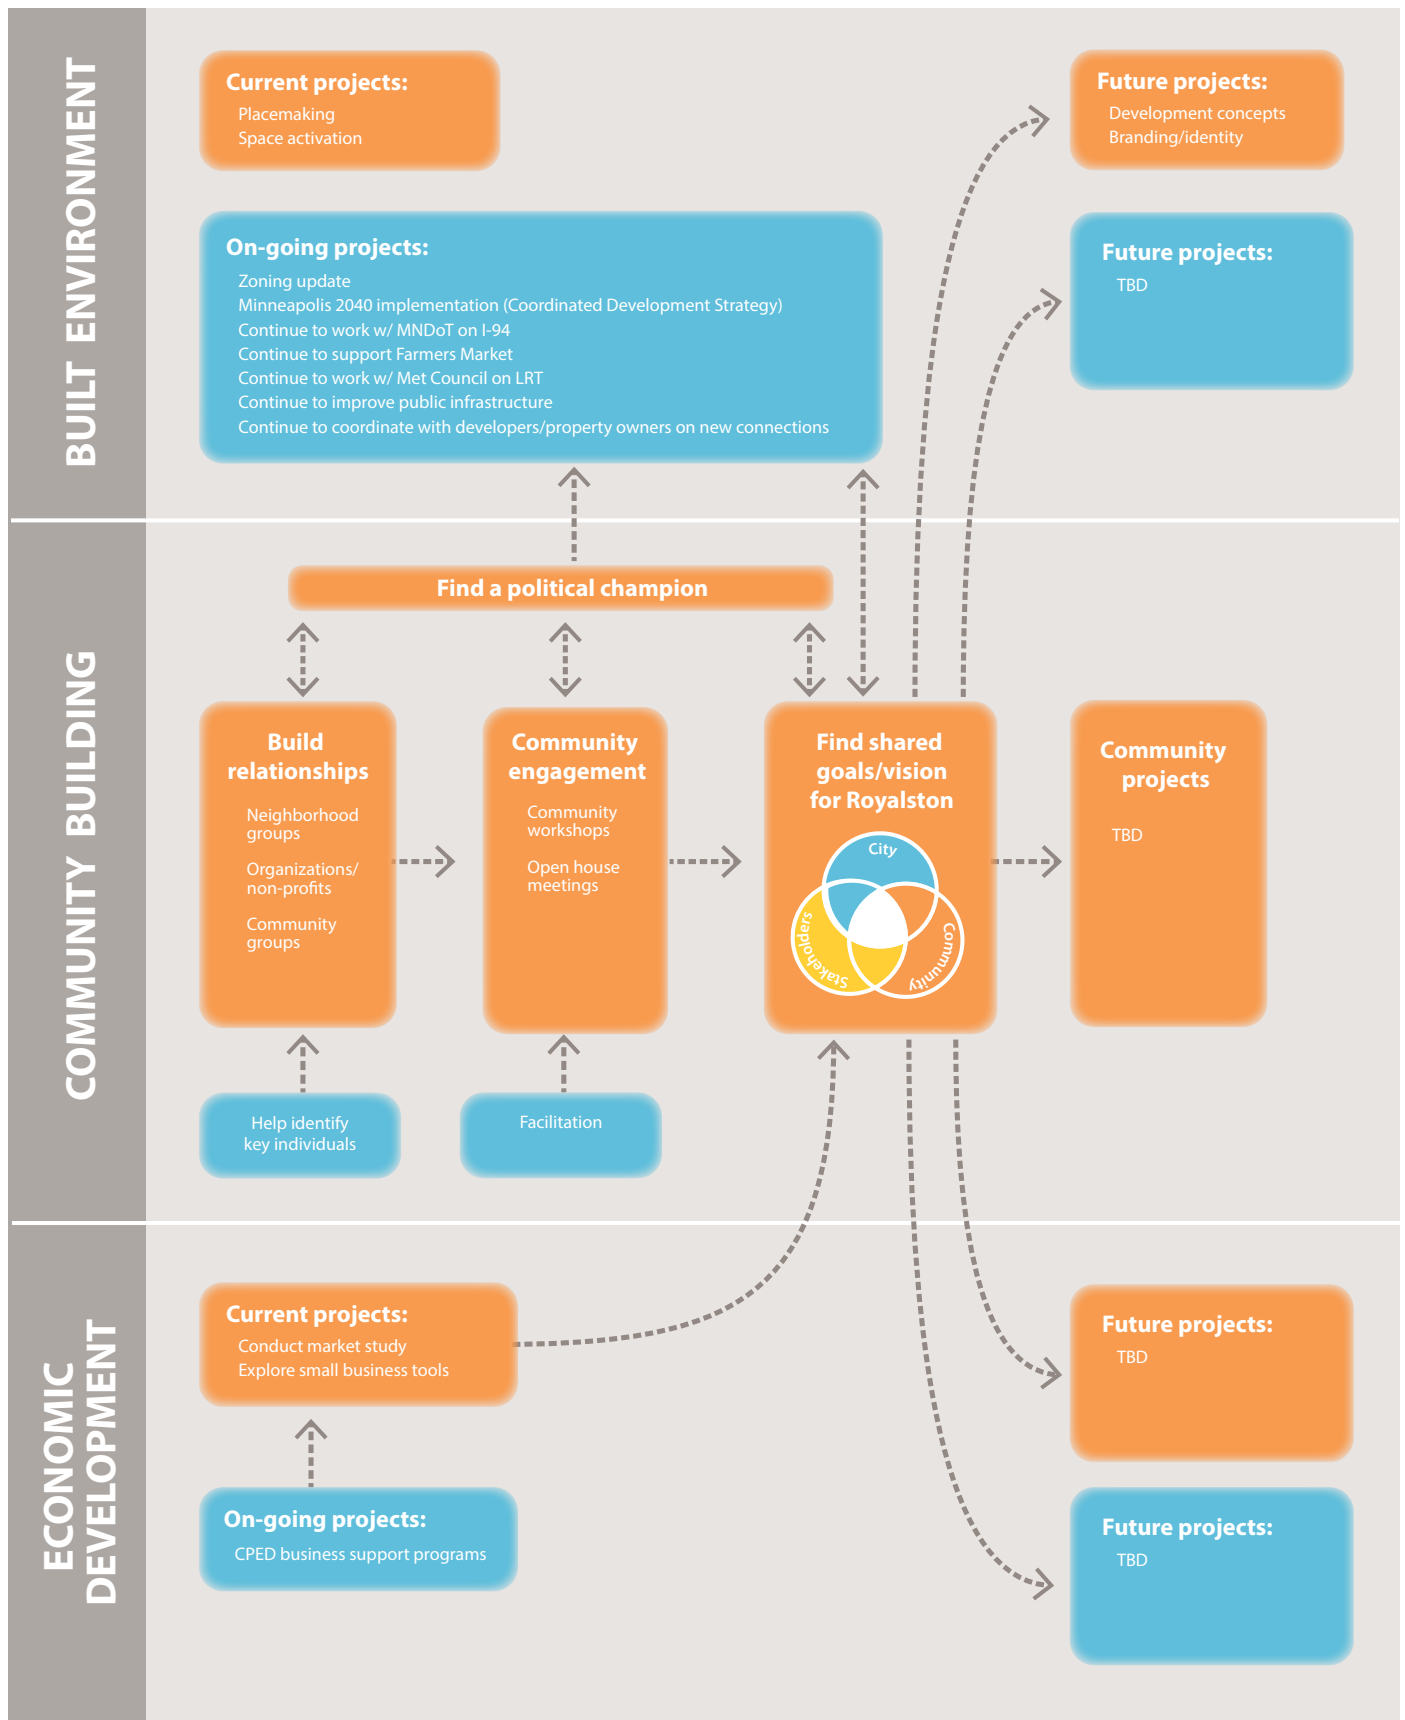 BUILT ENVIRONMENT
Current projects:
Placemaking
Space activation
Future projects:
Development concepts
Branding/identity
On-going projects:
Zoning update
Minneapolis 2040 implementation (Coordinated Development Strategy)
Continue to work w/ MNDoT on I-94
Continue to support Farmers Market
Continue to work w/ Met Council on LRT
Continue to improve public infrastructure
Continue to coordinate with developers/property owners on new connections
Future projects:
TBD
COMMUNITY BUILDING
Find a political champion
Build
relationships
Neighborhood
groups
Organizations/
non-profits
Community
groups
Community
engagement
Community
workshops
Open house
meetings
Find shared
goals/vision
for Royalston
City
Stakeholders
Community
Community
projects
TBD
Help identify
key individuals
Facilitation
ECONOMIC
DEVELOPMENT
Current projects:
Conduct market study
Explore small business tools
Future projects:
TBD
On-going projects:
CPED business support programs
Future projects:
TBD